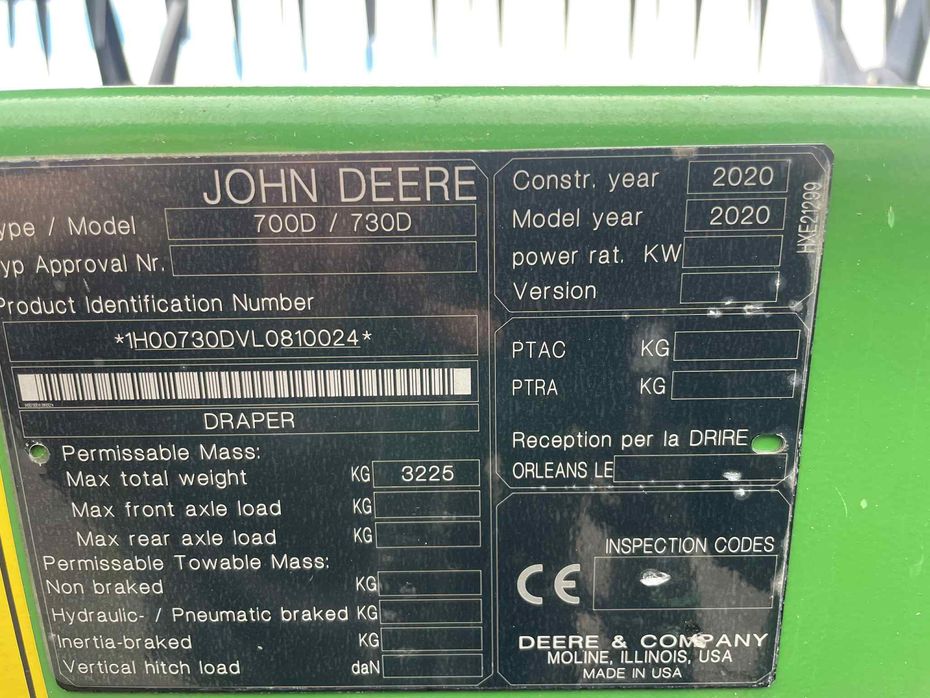 JOHN DEERE
ype / Model 700D / 730D
yp Approval Nr.
Product Identification Number
*1H00730DVL0810024*
DRAPER
Permissable Mass:
Max total weight KG 3225
Max front axle load KG
Max rear axle load KG
Permissable Towable Mass:
Non braked KG
Hydraulic- / Pneumatic braked KG
Inertia-braked KG
Vertical hitch load daN
Constr. year 2020
Model year 2020
power rat. KW
Version
HXE21299
PTAC KG
PTRA KG
Reception per la DRIRE
ORLEANS LE
INSPECTION CODES
CE
DEERE & COMPANY
MOLINE, ILLINOIS, USA
MADE IN USA